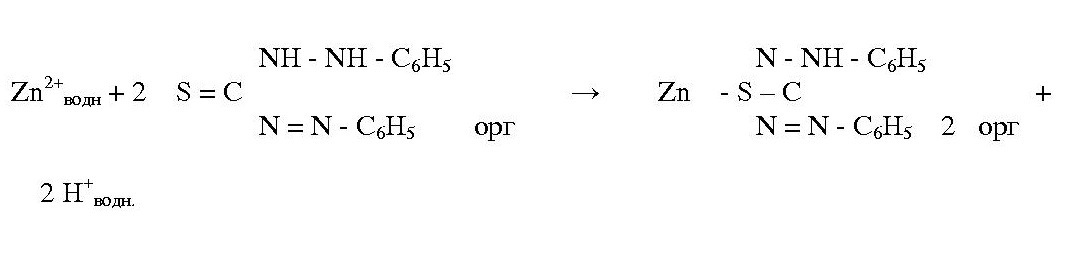 NH - NH - C₆H₅ N - NH - C₆H₅
Zn²⁺водн + 2 S = C → Zn - S – C +
N = N - C₆H₅ орг N = N - C₆H₅ 2 орг
2 H⁺водн.